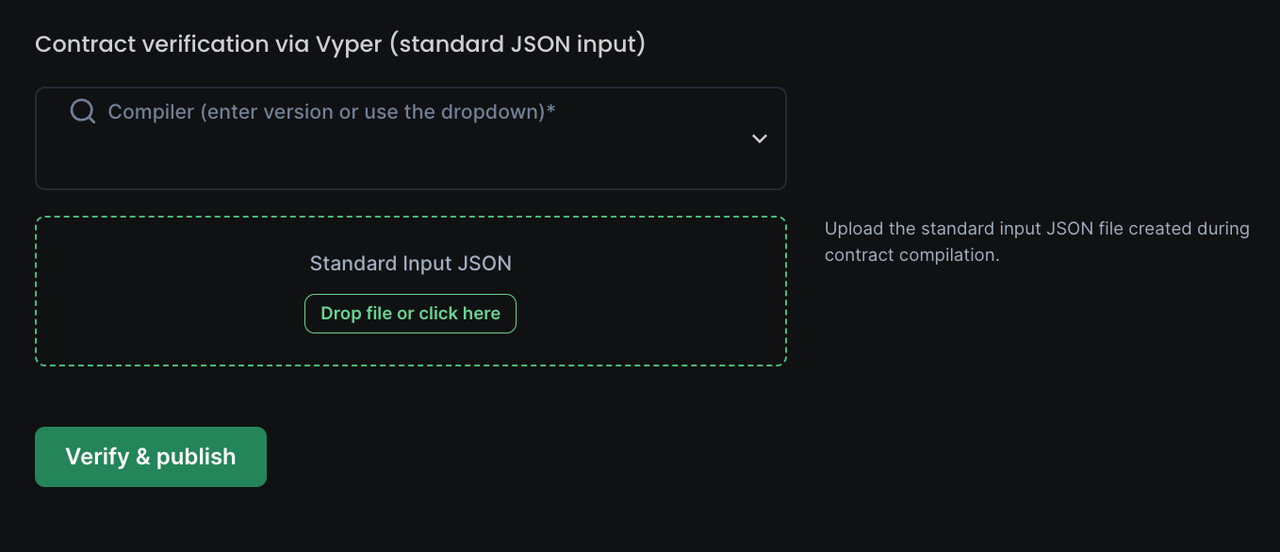 Contract verification via Vyper (standard JSON input)
Compiler (enter version or use the dropdown)*
Standard Input JSON
Drop file or click here
Upload the standard input JSON file created during
contract compilation.
Verify & publish